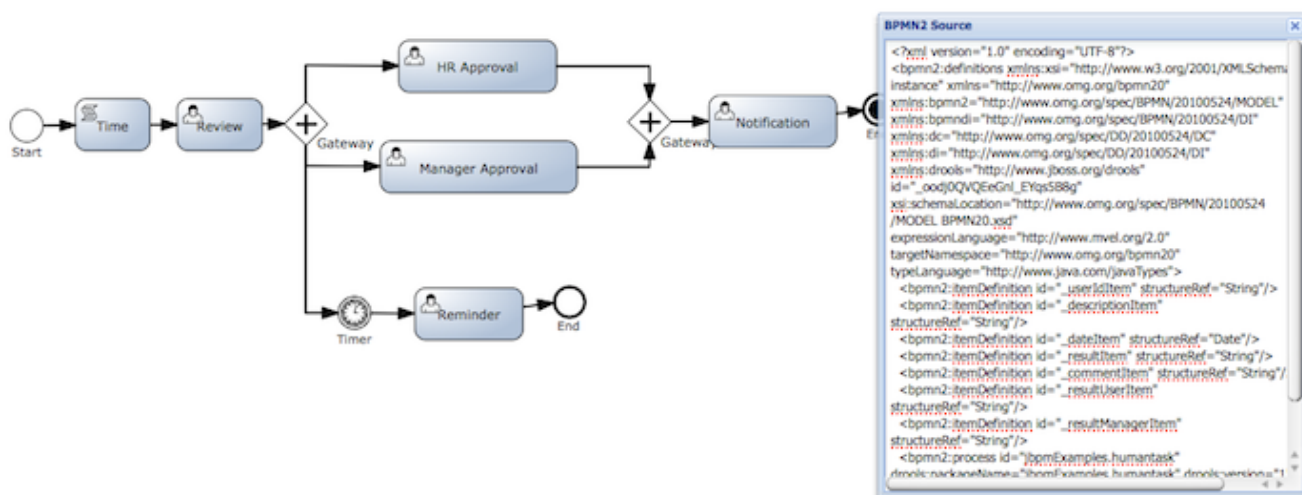 Start
Time
Review
Gateway
HR Approval
Manager Approval
Timer
Reminder
End
Gateway
Notification
BPMN2 Source
<?xml version="1.0" encoding="UTF-8"?>
<bpmn2:definitions xmlns:xsi="http://www.w3.org/2001/XMLSchema
instance" xmlns="http://www.omg.org/bpmn20"
xmlns:bpmn2="http://www.omg.org/spec/BPMN/20100524/MODEL"
xmlns:bpmndi="http://www.omg.org/spec/BPMN/20100524/DI"
xmlns:dc="http://www.omg.org/spec/DD/20100524/DC"
xmlns:di="http://www.omg.org/spec/DD/20100524/DI"
xmlns:drools="http://www.jboss.org/drools"
xsi:schemaLocation="http://www.omg.org/spec/BPMN/20100524
/MODEL BPMN20.xsd"
expressionLanguage="http://www.mvel.org/2.0"
targetNamespace="http://www.omg.org/bpmn20"
typeLanguage="http://www.java.com/javaTypes">
<bpmn2:itemDefinition id="_userIdItem" structureRef="String"/>
<bpmn2:itemDefinition id="_descriptionItem"
structureRef="String"/>
<bpmn2:itemDefinition id="_dateItem" structureRef="Date"/>
<bpmn2:itemDefinition id="_resultItem" structureRef="String"/>
<bpmn2:itemDefinition id="_commentItem" structureRef="String"/
<bpmn2:itemDefinition id="_resultUserItem"
structureRef="String"/>
<bpmn2:itemDefinition id="_resultManagerItem"
structureRef="String"/>
<bpmn2:process id="jbpmExamples.humantask"
drools:packageName="jbpmExamples.humantask" drools:version="1